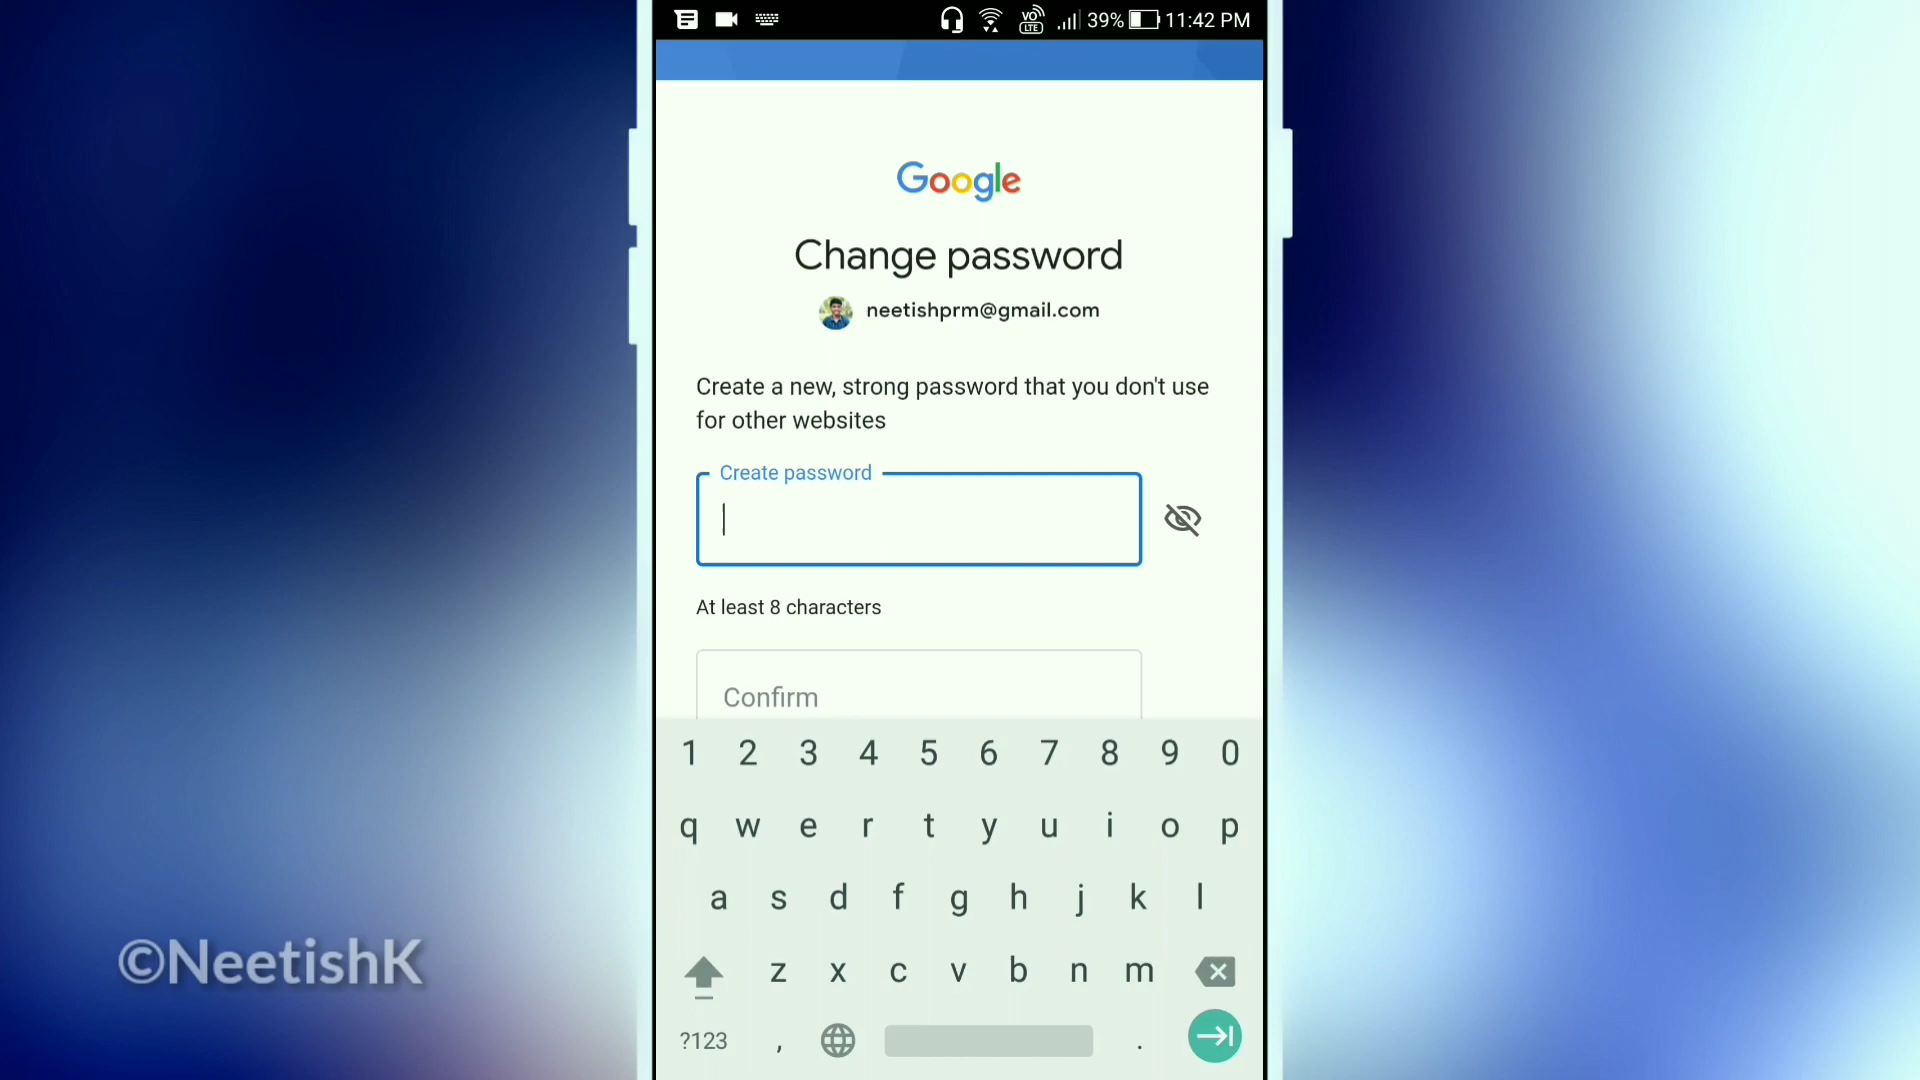 VO LTE 39% 11:42 PM
Google
Change password
neetishprm@gmail.com
Create a new, strong password that you don't use
for other websites
Create password
At least 8 characters
Confirm
1 2 3 4 5 6 7 8 9 0
q w e r t y u i o p
a s d f g h j k l
z x c v b n m
?123 , .
©NeetishK